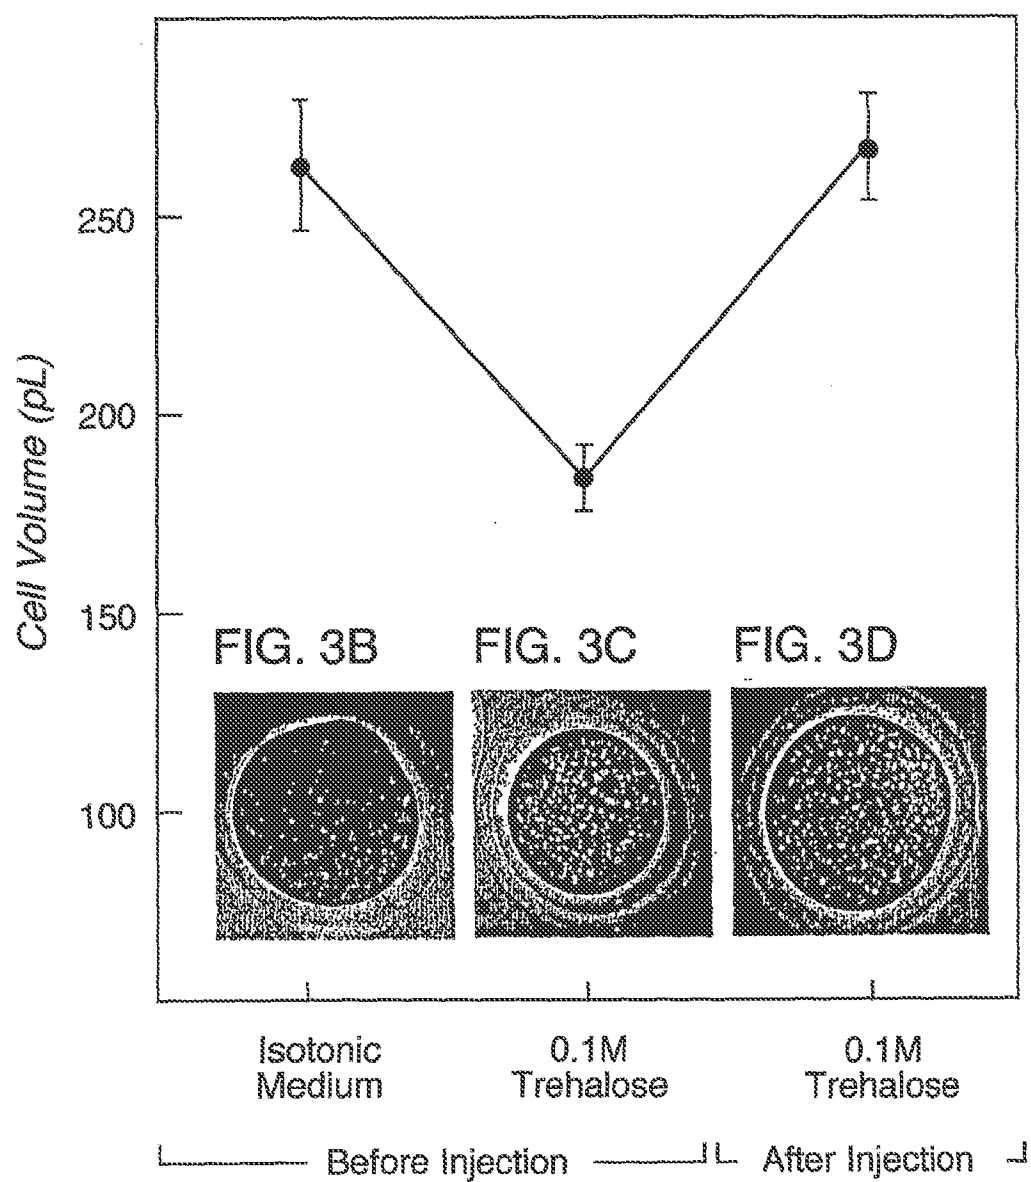 Cell Volume (pL)
250
200
150
100
FIG. 3B
FIG. 3C
FIG. 3D
Isotonic
Medium
0.1M
Trehalose
0.1M
Trehalose
Before Injection
After Injection